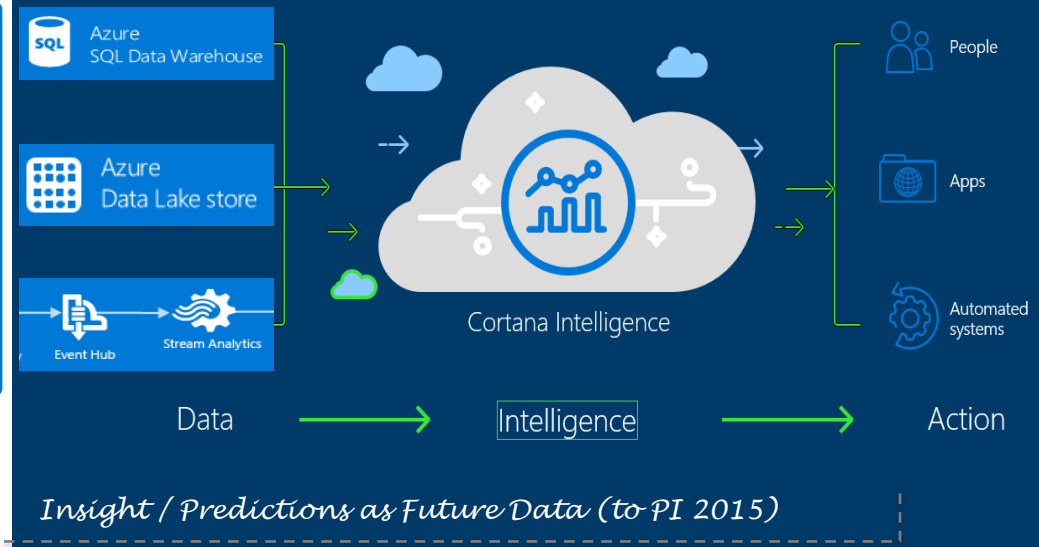 SQL
Azure
SQL Data Warehouse
Azure
Data Lake store
Event Hub
Stream Analytics
Cortana Intelligence
People
Apps
Automated
systems
Data
Intelligence
Action
Insight / Predictions as Future Data (to PI 2015)